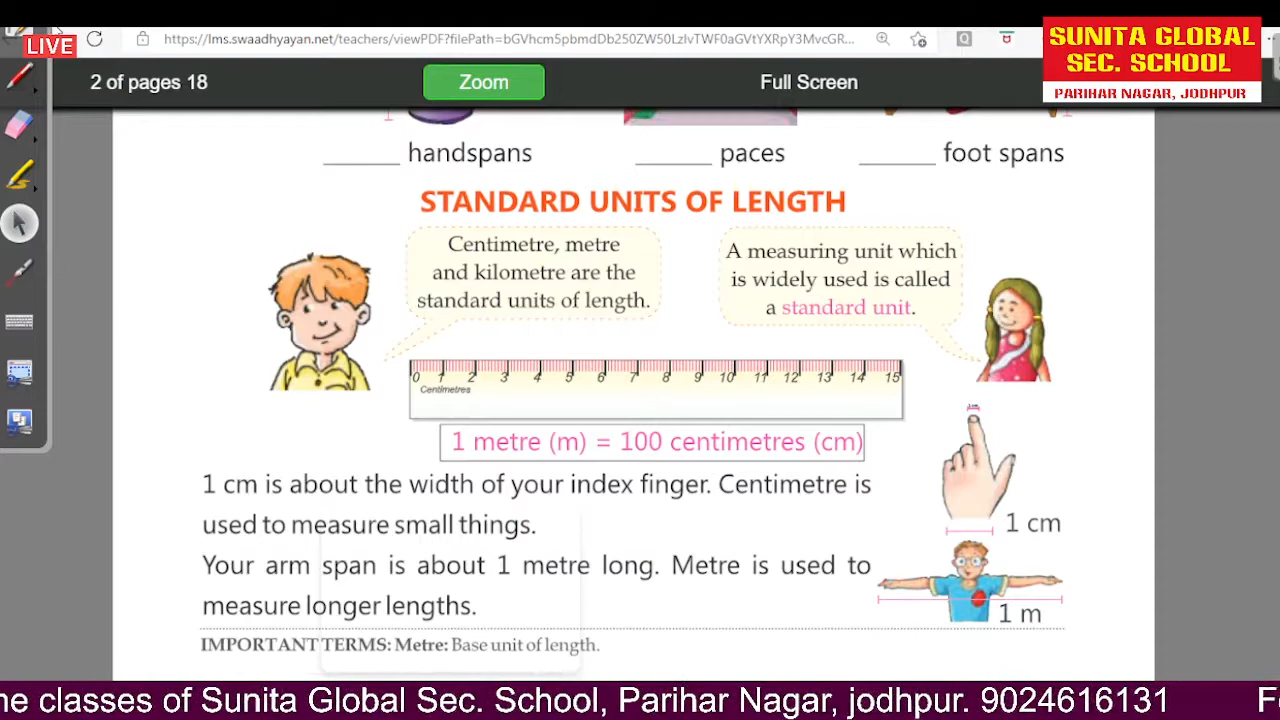 LIVE
https://lms.swaadhyayan.net/teachers/viewPDF?filePath=bGVhcm5pbmdDb250ZW50LzIvTWF0aGVtYXRpY3MvcGR...
SUNITA GLOBAL
SEC. SCHOOL
PARIHAR NAGAR, JODHPUR
2 of pages 18
Zoom
Full Screen
______ handspans
______ paces
______ foot spans
STANDARD UNITS OF LENGTH
Centimetre, metre
and kilometre are the
standard units of length.
A measuring unit which
is widely used is called
a standard unit.
0 1 2 3 4 5 6 7 8 9 10 11 12 13 14 15
Centimetres
1 metre (m) = 100 centimetres (cm)
1 cm is about the width of your index finger. Centimetre is
used to measure small things.
1 cm
Your arm span is about 1 metre long. Metre is used to
measure longer lengths.
1 m
IMPORTANT TERMS: Metre: Base unit of length.
ne classes of Sunita Global Sec. School, Parihar Nagar, jodhpur. 9024616131 F